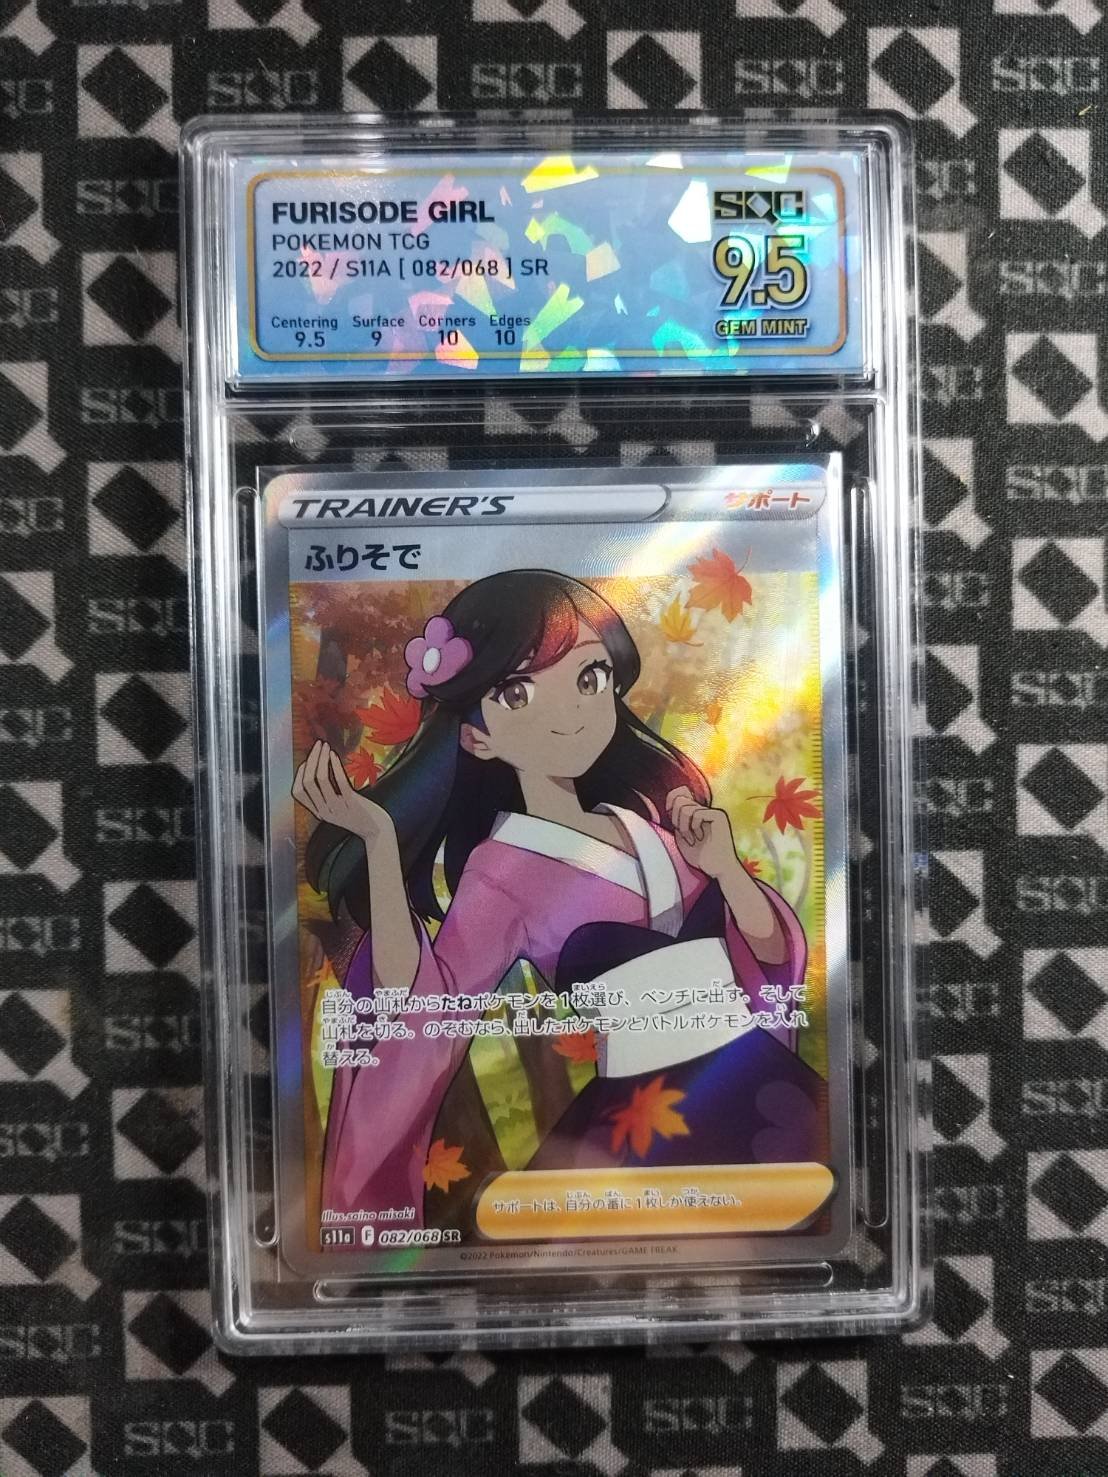 FURISODE GIRL
POKEMON TCG
2022 / S11A [ 082/068 ] SR
Centering Surface Corners Edges
9.5 9 10 10
SQC
9.5
GEM MINT
TRAINER'S サポート
ふりそで
自分の山札からたねポケモンを1枚選び、ベンチに出す。そして
山札を切る。のぞむなら、出したポケモンとバトルポケモンを入れ
替える。
サポートは、自分の番に1枚しか使えない。
Illus.saino misaki
s11a F 082/068 SR
©2022 Pokémon/Nintendo/Creatures/GAME FREAK